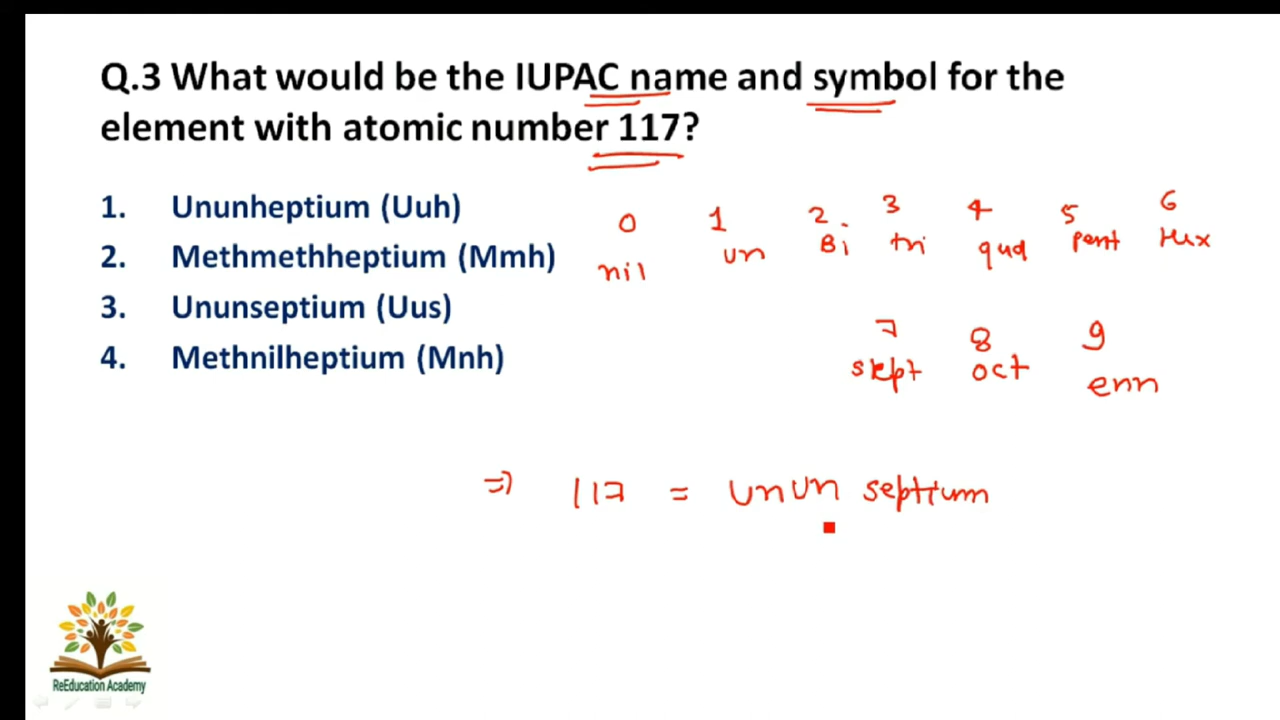 Q.3 What would be the IUPAC name and symbol for the
element with atomic number 117?
1. Ununheptium (Uuh)
2. Methmethheptium (Mmh)
3. Ununseptium (Uus)
4. Methnilheptium (Mnh)
0 1 2 3 4 5 6
nil un Bi tri quad pent Hex
7 8 9
sept oct enn
⇒ 117 = unun septium
ReEducation Academy